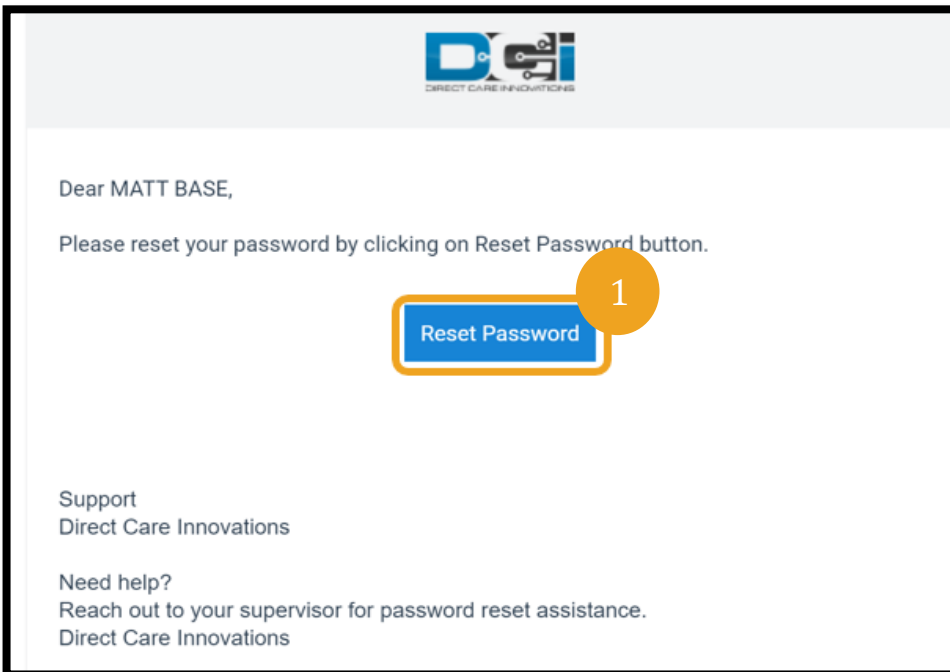 DCI
DIRECT CARE INNOVATIONS
Dear MATT BASE,
Please reset your password by clicking on Reset Password button.
1
Reset Password
Support
Direct Care Innovations
Need help?
Reach out to your supervisor for password reset assistance.
Direct Care Innovations